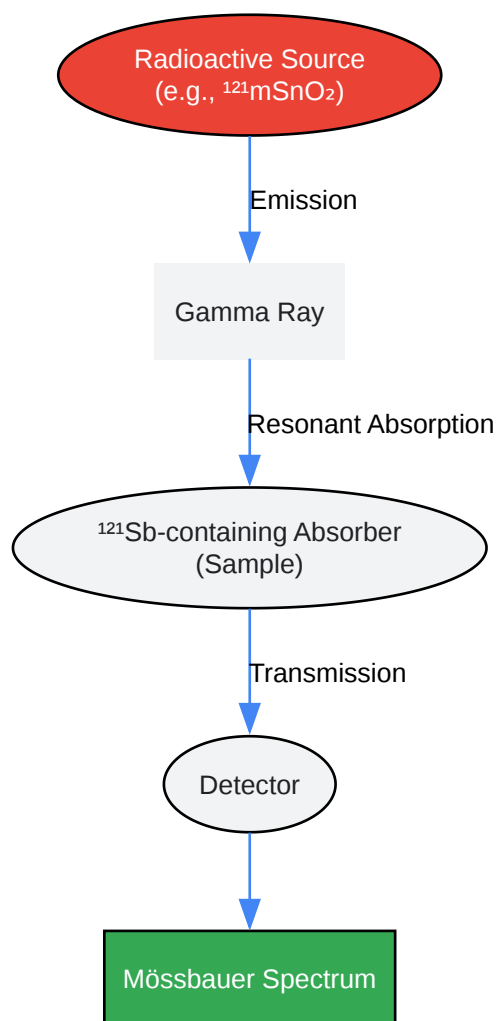 Radioactive Source
(e.g., ¹²¹mSnO₂)
Emission
Gamma Ray
Resonant Absorption
¹²¹Sb-containing Absorber
(Sample)
Transmission
Detector
Mössbauer Spectrum